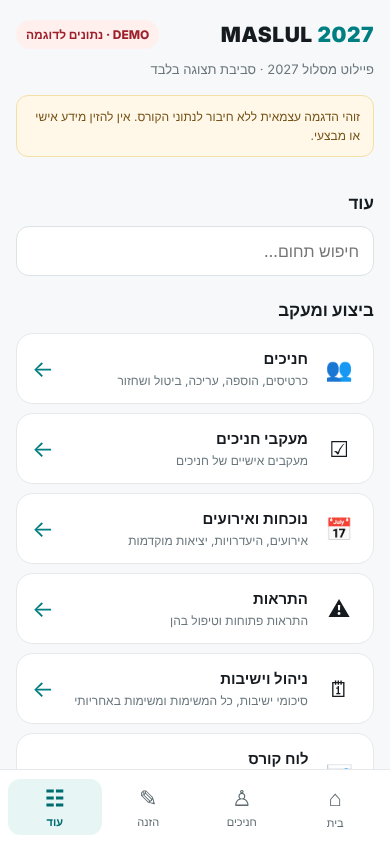 MASLUL 2027
DEMO · נתונים לדוגמה
פיילוט מסלול 2027 · סביבת תצוגה בלבד
זוהי הדגמה עצמאית ללא חיבור לנתוני הקורס. אין להזין מידע אישי
או מבצעי.
עוד
חיפוש תחום...
ביצוע ומעקב
חניכים
כרטיסים, הוספה, עריכה, ביטול ושחזור
מעקבי חניכים
מעקבים אישיים של חניכים
נוכחות ואירועים
אירועים, היעדרויות, יציאות מוקדמות
התראות
התראות פתוחות וטיפול בהן
ניהול וישיבות
סיכומי ישיבות, כל המשימות ומשימות באחריותי
לוח קורס
בית
חניכים
הזנה
עוד